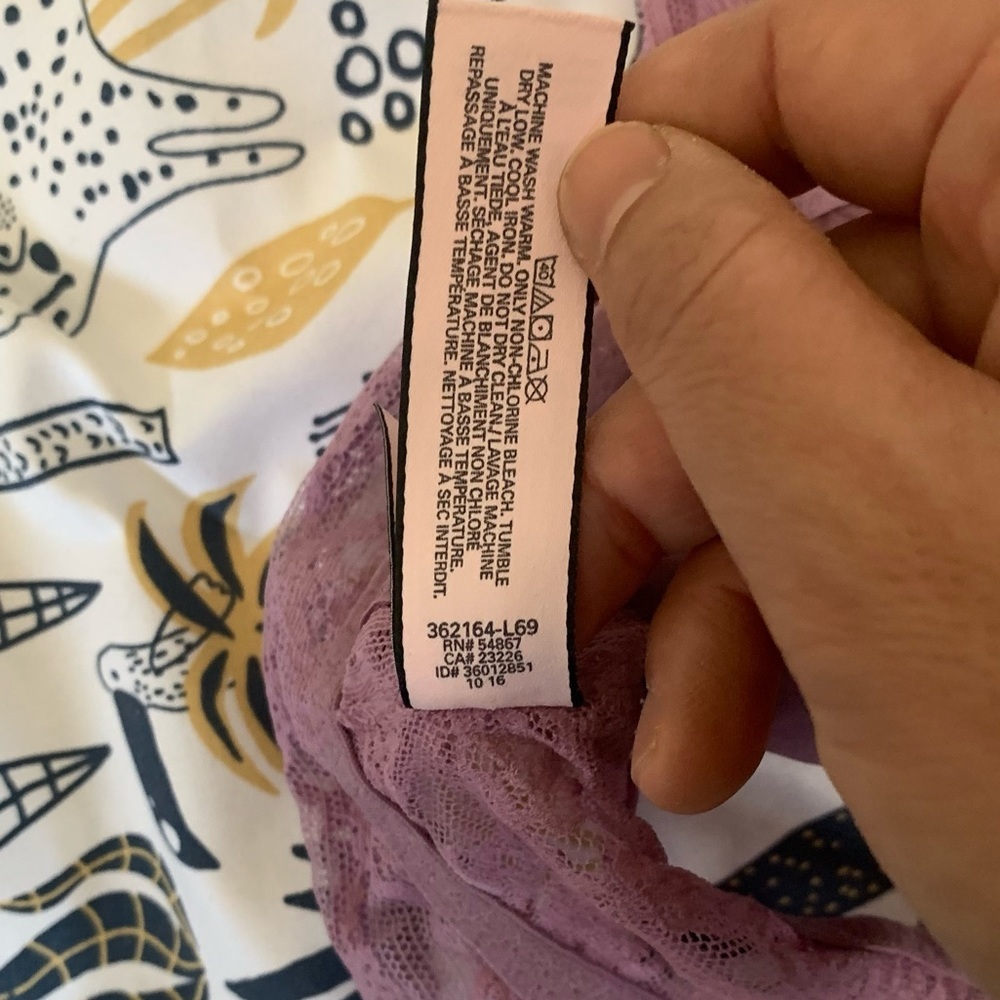 MACHINE WASH WARM. ONLY NON-CHLORINE BLEACH. TUMBLE
DRY LOW. COOL IRON. DO NOT DRY CLEAN./ LAVAGE MACHINE
À L'EAU TIEDE, AGENT DE BLANCHIMENT NON CHLORÉ
UNIQUEMENT. SÉCHAGE MACHINE À BASSE TEMPÉRATURE.
REPASSAGE À BASSE TEMPÉRATURE. NETTOYAGE À SEC INTERDIT.
40
362164-L69
RN# 54867
CA# 23226
ID# 36012851
10 16